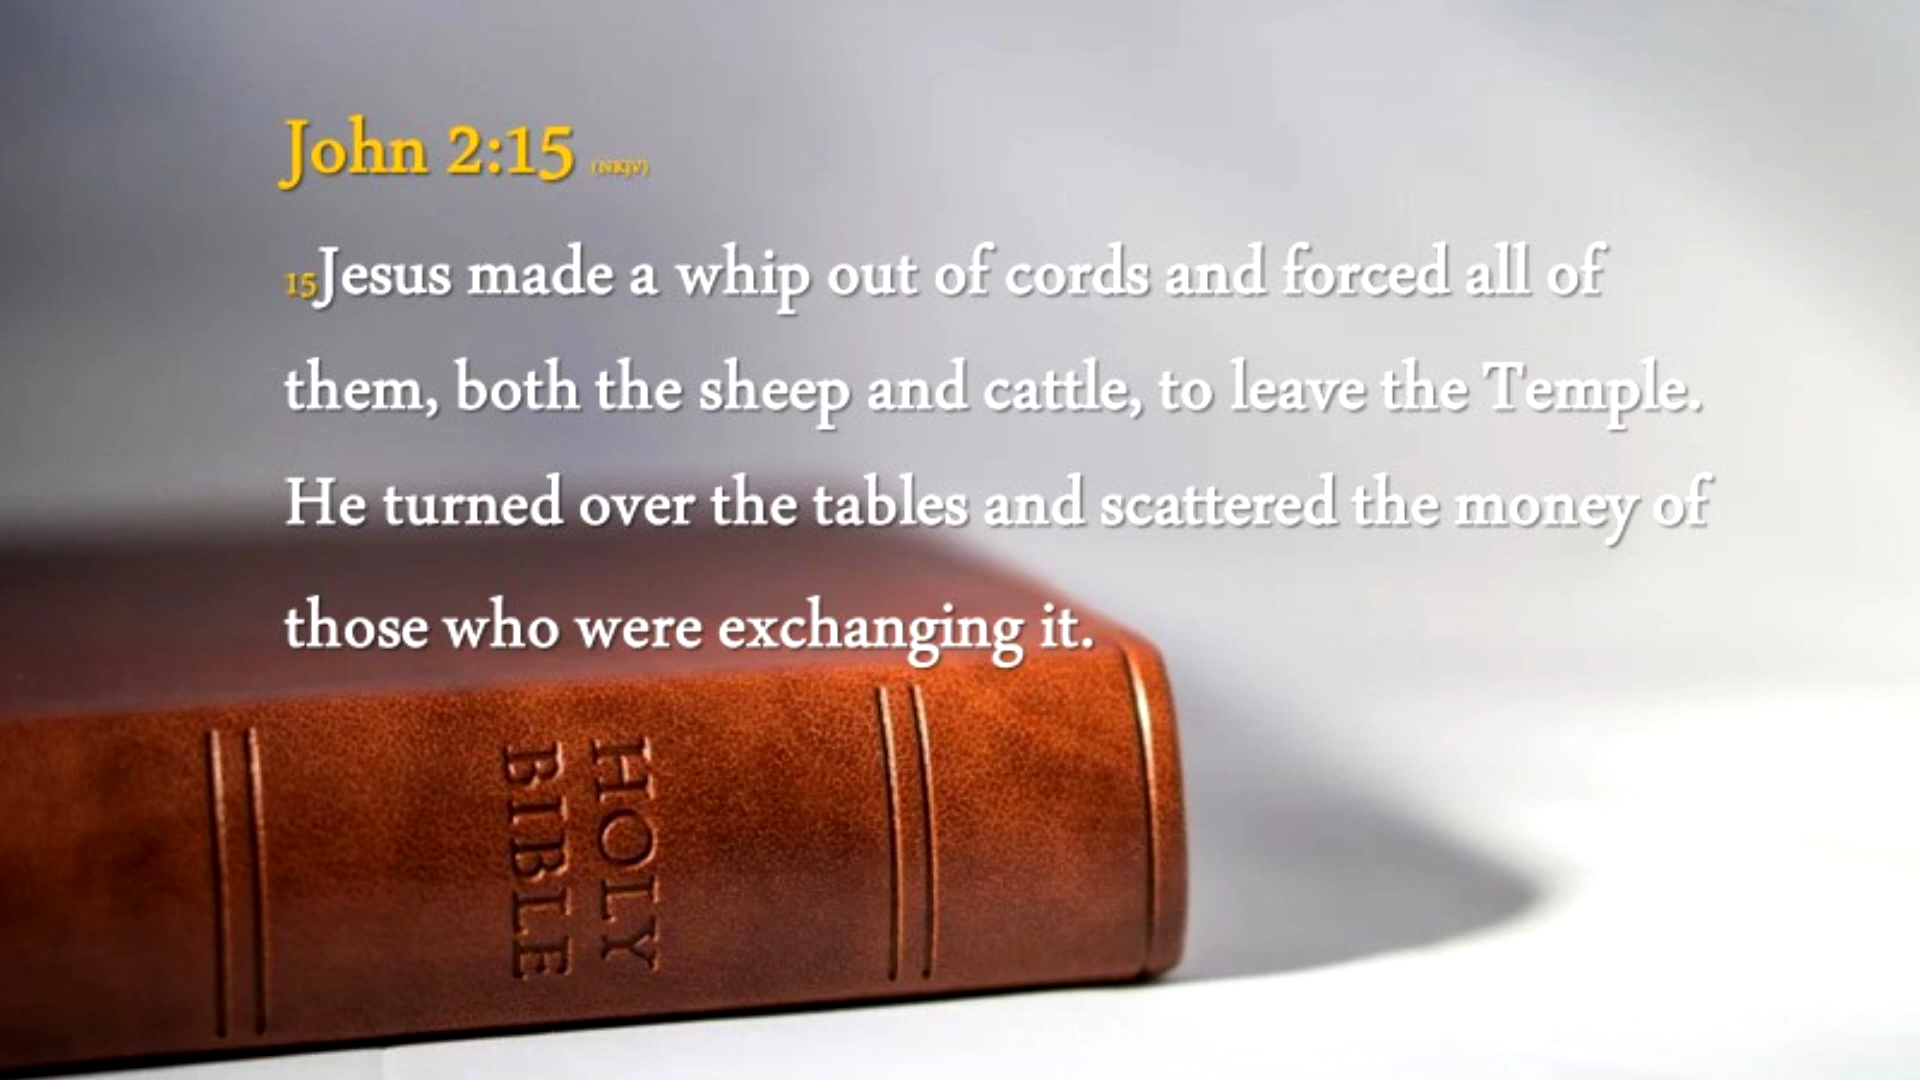 John 2:15 (NKJV)
15Jesus made a whip out of cords and forced all of
them, both the sheep and cattle, to leave the Temple.
He turned over the tables and scattered the money of
those who were exchanging it.
HOLY
BIBLE